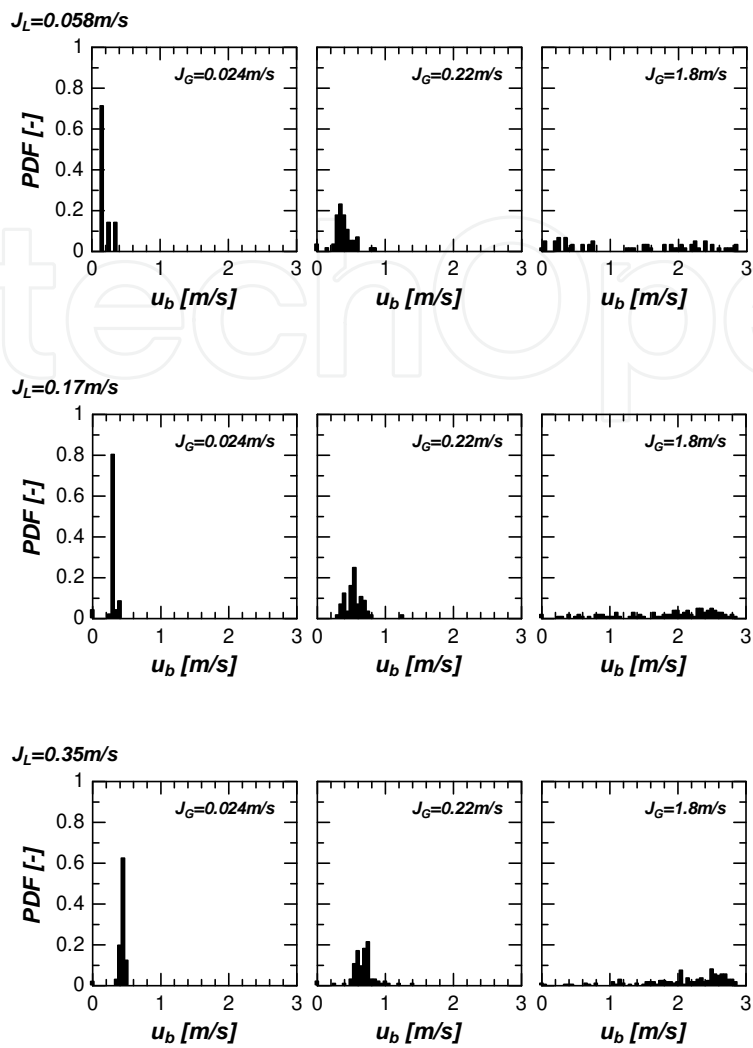 J_L=0.058m/s
J_G=0.024m/s
J_G=0.22m/s
J_G=1.8m/s
PDF [-]
1
0.8
0.6
0.4
0.2
0
0 1 2 3
0 1 2 3
0 1 2 3
u_b [m/s]
u_b [m/s]
u_b [m/s]
J_L=0.17m/s
J_G=0.024m/s
J_G=0.22m/s
J_G=1.8m/s
PDF [-]
1
0.8
0.6
0.4
0.2
0
0 1 2 3
0 1 2 3
0 1 2 3
u_b [m/s]
u_b [m/s]
u_b [m/s]
J_L=0.35m/s
J_G=0.024m/s
J_G=0.22m/s
J_G=1.8m/s
PDF [-]
1
0.8
0.6
0.4
0.2
0
0 1 2 3
0 1 2 3
0 1 2 3
u_b [m/s]
u_b [m/s]
u_b [m/s]